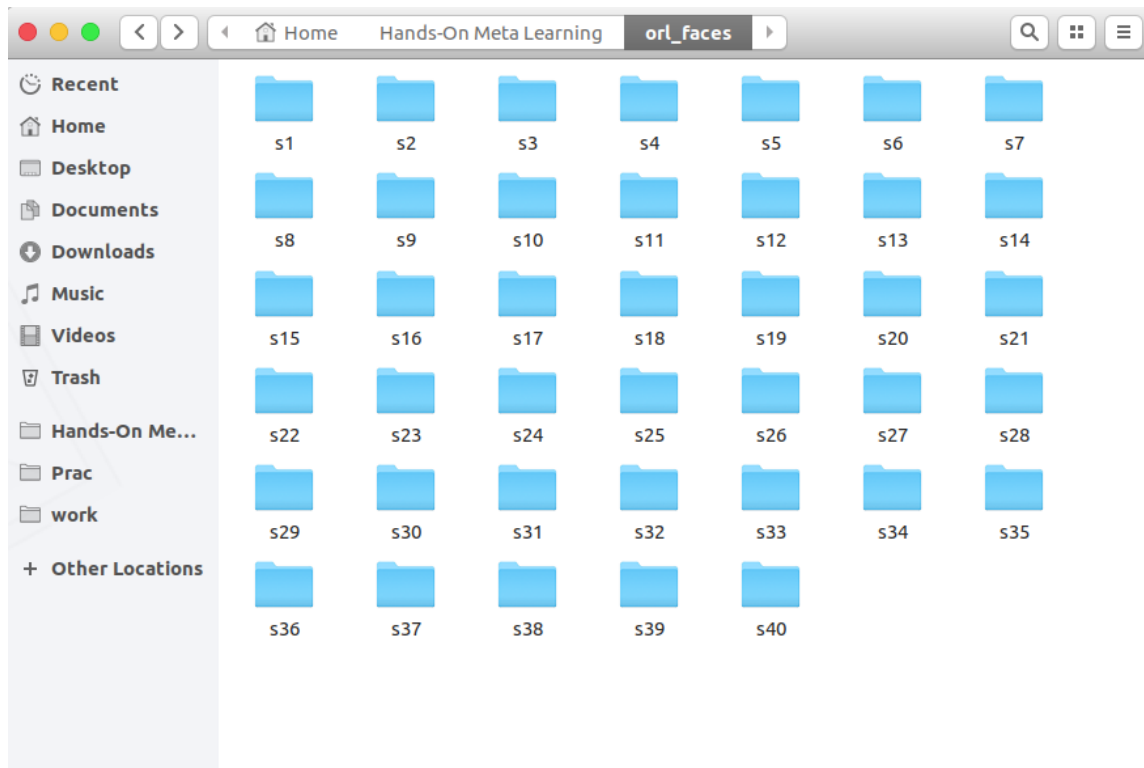 Home Hands-On Meta Learning orl_faces
Recent
Home
Desktop
Documents
Downloads
Music
Videos
Trash
Hands-On Me...
Prac
work
+ Other Locations
s1 s2 s3 s4 s5 s6 s7
s8 s9 s10 s11 s12 s13 s14
s15 s16 s17 s18 s19 s20 s21
s22 s23 s24 s25 s26 s27 s28
s29 s30 s31 s32 s33 s34 s35
s36 s37 s38 s39 s40